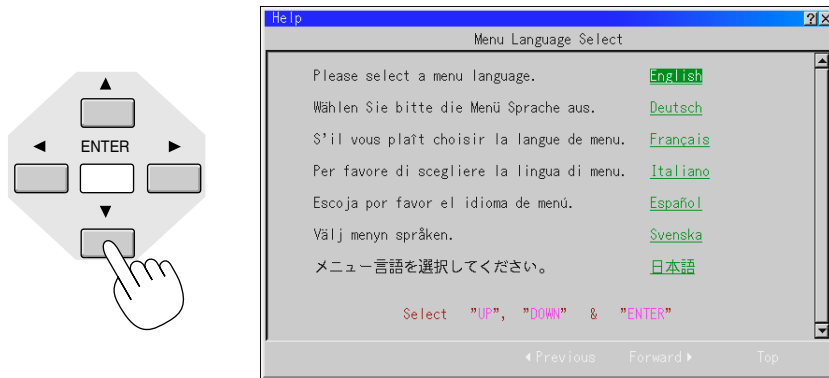 ▲
◄ ENTER ►
▼
Help
Menu Language Select
Please select a menu language. English
Wählen Sie bitte die Menü Sprache aus. Deutsch
S'il vous plaît choisir la langue de menu. Français
Per favore di scegliere la lingua di menu. Italiano
Escoja por favor el idioma de menú. Español
Välj menyn språken. Svenska
メニュー言語を選択してください。 日本語
Select "UP", "DOWN" & "ENTER"
◄Previous Forward► Top